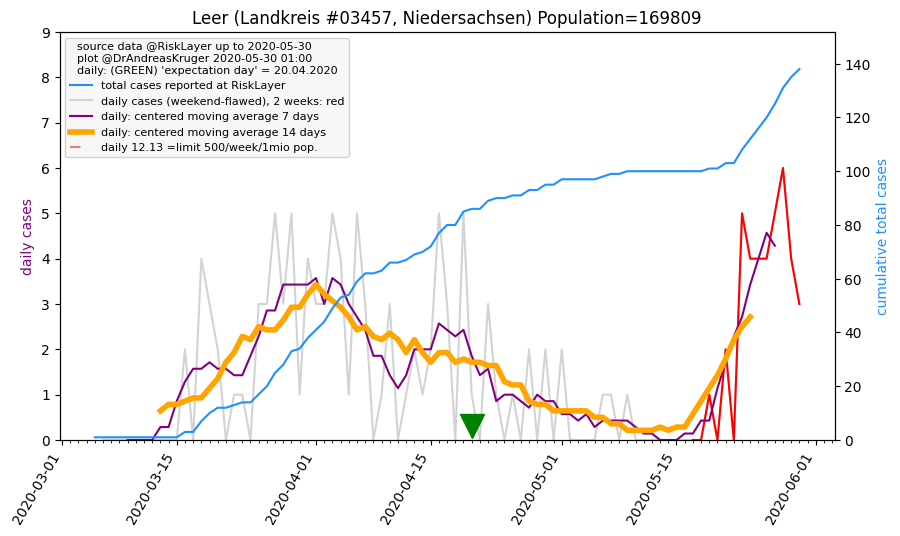 Leer (Landkreis #03457, Niedersachsen) Population=169809
source data @RiskLayer up to 2020-05-30
plot @DrAndreasKruger 2020-05-30 01:00
daily: (GREEN) 'expectation day' = 20.04.2020
total cases reported at RiskLayer
daily cases (weekend-flawed), 2 weeks: red
daily: centered moving average 7 days
daily: centered moving average 14 days
daily 12.13 =limit 500/week/1mio pop.
daily cases
9
8
7
6
5
4
3
2
1
0
140
120
100
80
60
40
20
0
cumulative total cases
2020-03-01
2020-03-15
2020-04-01
2020-04-15
2020-05-01
2020-05-15
2020-06-01